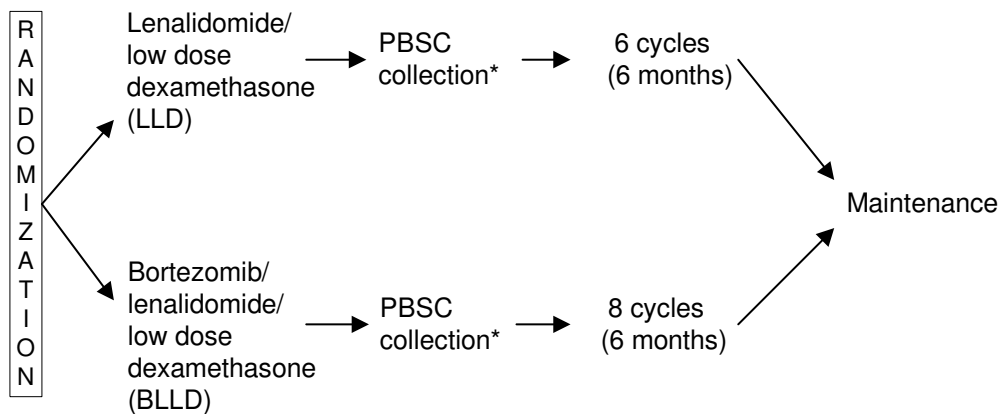 RANDOMIZATION
Lenalidomide/
low dose
dexamethasone
(LLD)
PBSC
collection*
6 cycles
(6 months)
Maintenance
Bortezomib/
lenalidomide/
low dose
dexamethasone
(BLLD)
PBSC
collection*
8 cycles
(6 months)